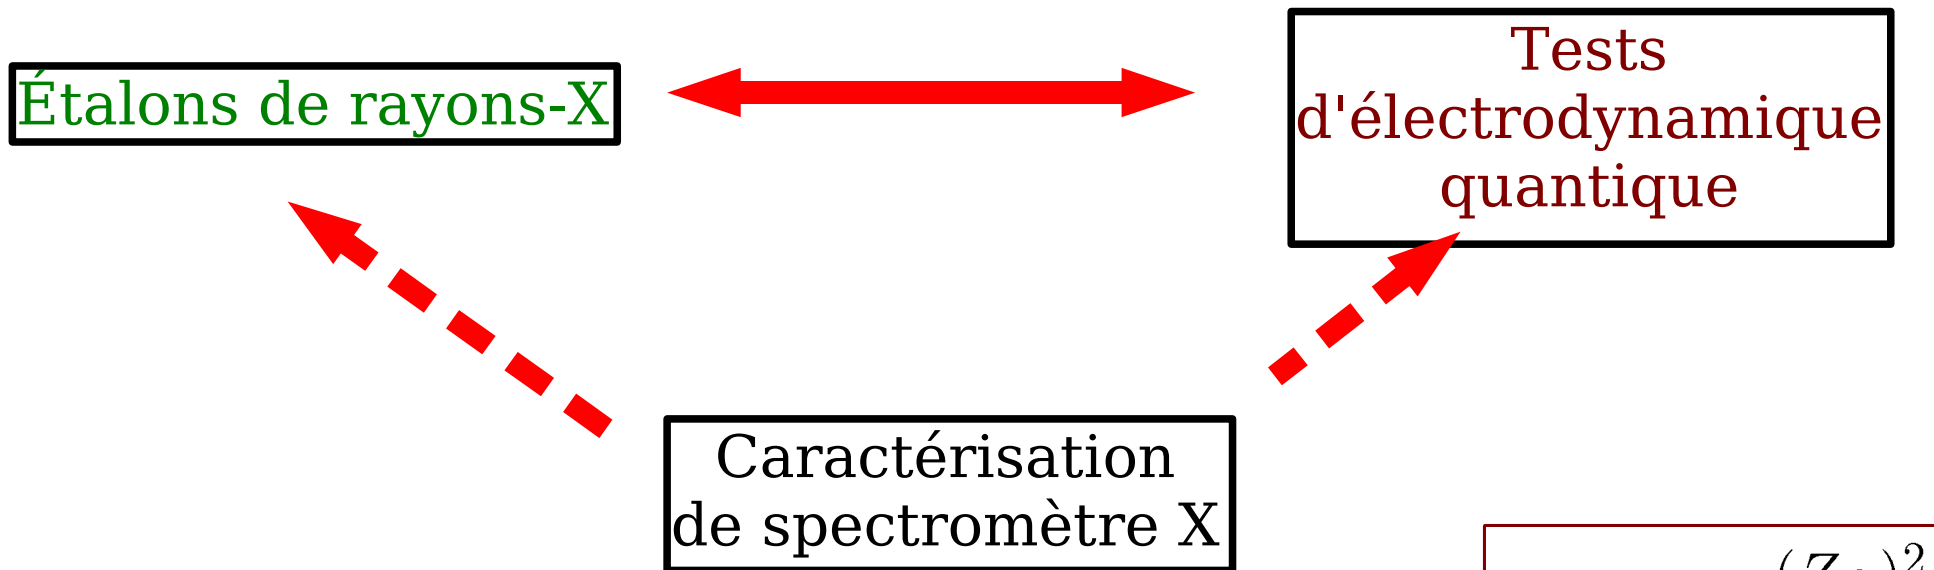 Étalons de rayons-X
Tests
d'électrodynamique
quantique
Caractérisation
de spectromètre X